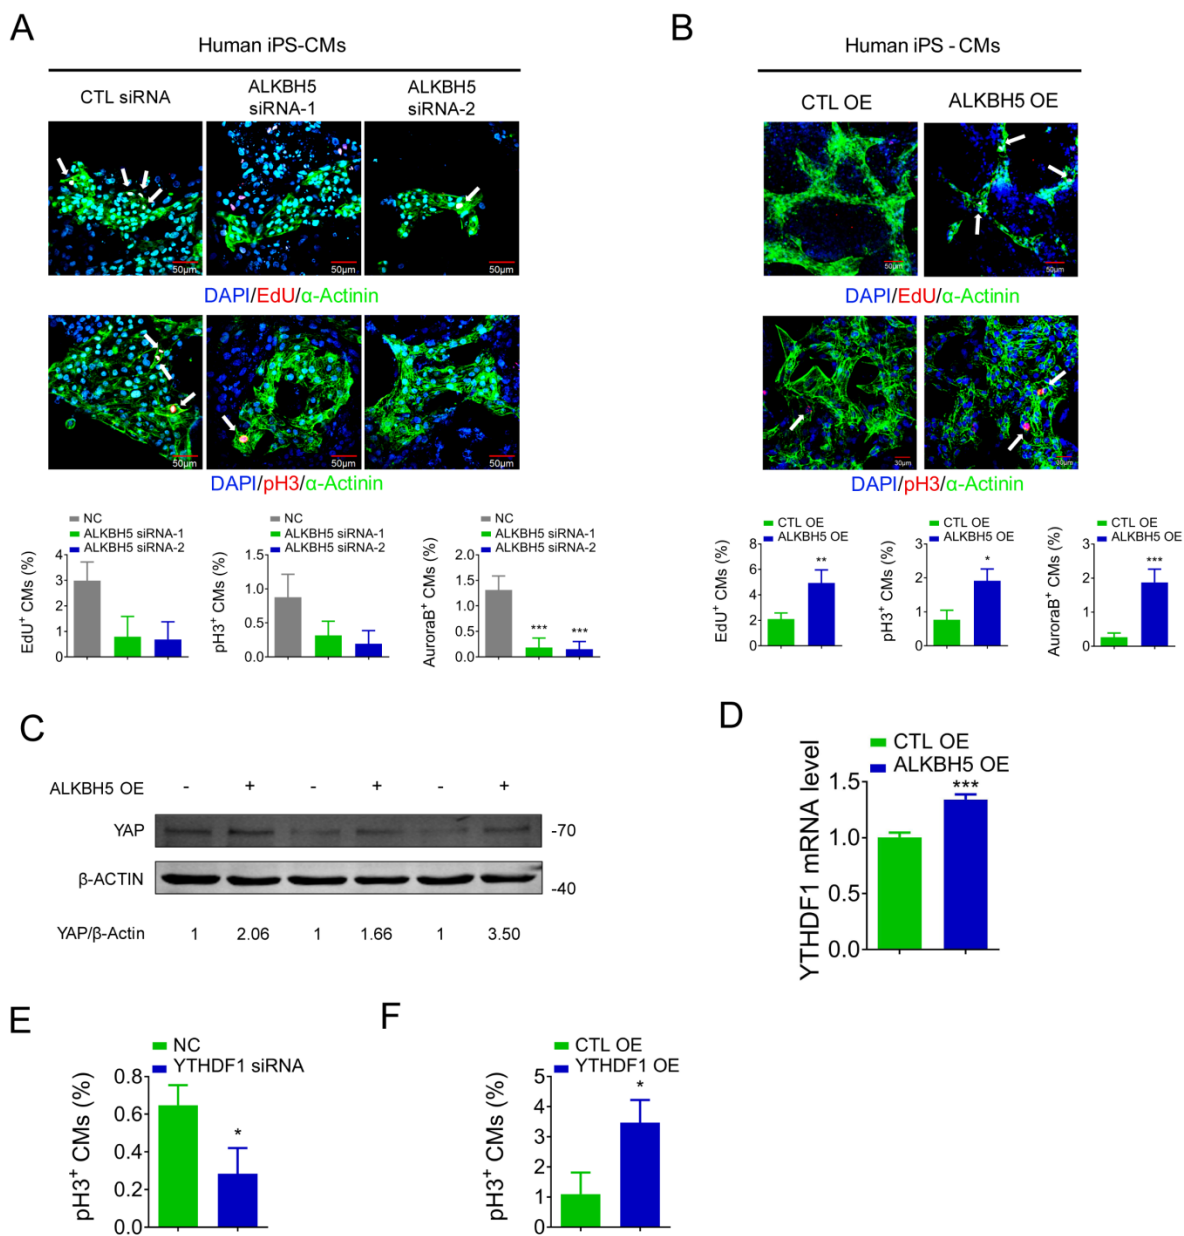 A
Human iPS-CMs
CTL siRNA
ALKBH5
siRNA-1
ALKBH5
siRNA-2
50µm
50µm
50µm
DAPI/EdU/α-Actinin
50µm
50µm
50µm
DAPI/pH3/α-Actinin
NC
ALKBH5 siRNA-1
ALKBH5 siRNA-2
EdU+ CMs (%)
4
3
2
1
0
NC
ALKBH5 siRNA-1
ALKBH5 siRNA-2
pH3+ CMs (%)
1.5
1.0
0.5
0.0
NC
ALKBH5 siRNA-1
ALKBH5 siRNA-2
AuroraB+ CMs (%)
2.0
1.5
1.0
0.5
0.0
***
***
B
Human iPS - CMs
CTL OE
ALKBH5 OE
50µm
DAPI/EdU/α-Actinin
30µm
DAPI/pH3/α-Actinin
CTL OE
ALKBH5 OE
EdU+ CMs (%)
8
6
4
2
0
**
CTL OE
ALKBH5 OE
pH3+ CMs (%)
3
2
1
0
*
CTL OE
ALKBH5 OE
AuroraB+ CMs (%)
3
2
1
0
***
C
ALKBH5 OE - + - + - +
YAP -70
β-ACTIN -40
YAP/β-Actin 1 2.06 1 1.66 1 3.50
D
CTL OE
ALKBH5 OE
YTHDF1 mRNA level
1.5
1.0
0.5
0.0
***
E
NC
YTHDF1 siRNA
pH3+ CMs (%)
0.8
0.6
0.4
0.2
0.0
*
F
CTL OE
YTHDF1 OE
pH3+ CMs (%)
5
4
3
2
1
0
*